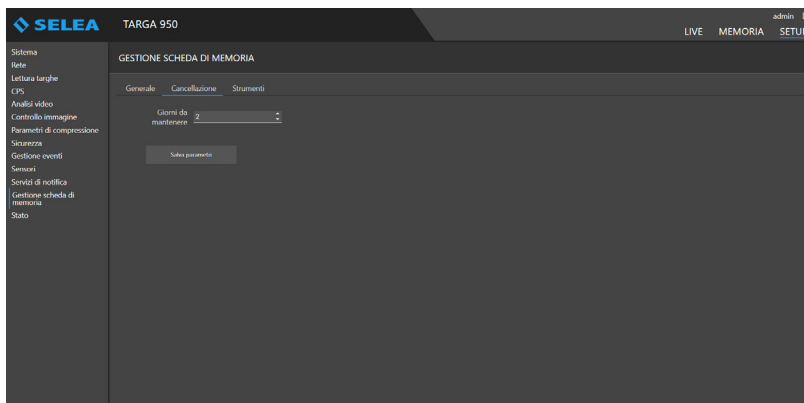 SELEA
TARGA 950
admin
LIVE MEMORIA SETUP
Sistema
Rete
Lettura targhe
CPS
Analisi video
Controllo immagine
Parametri di compressione
Sicurezza
Gestione eventi
Sensori
Servizi di notifica
Gestione scheda di
memoria
Stato
GESTIONE SCHEDA DI MEMORIA
Generale Cancellazione Strumenti
Giorni da
mantenere 2
Salva parametri